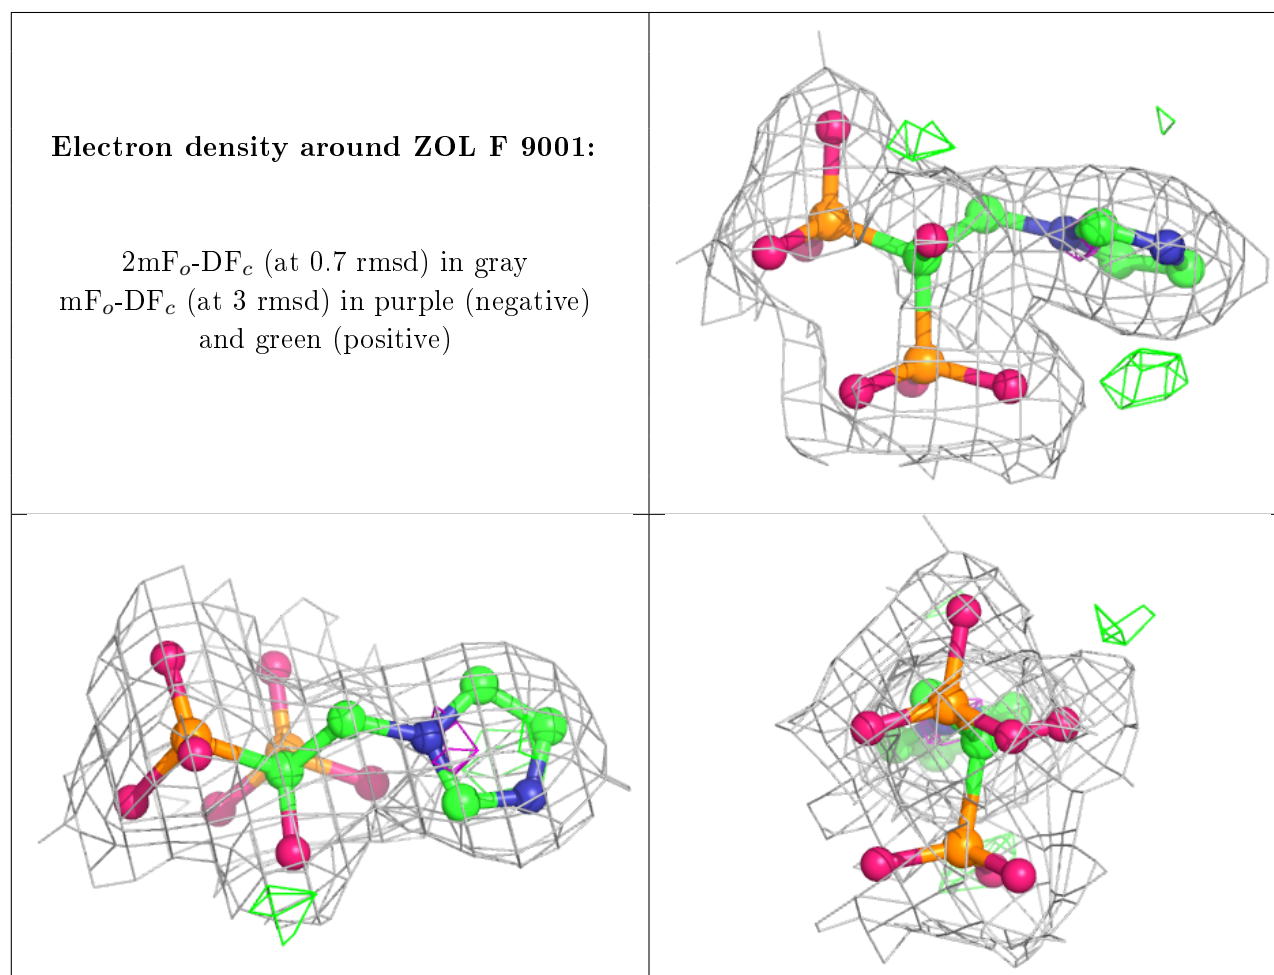 Electron density around ZOL F 9001:
2mFₒ-DF𝒸 (at 0.7 rmsd) in gray
mFₒ-DF𝒸 (at 3 rmsd) in purple (negative)
and green (positive)